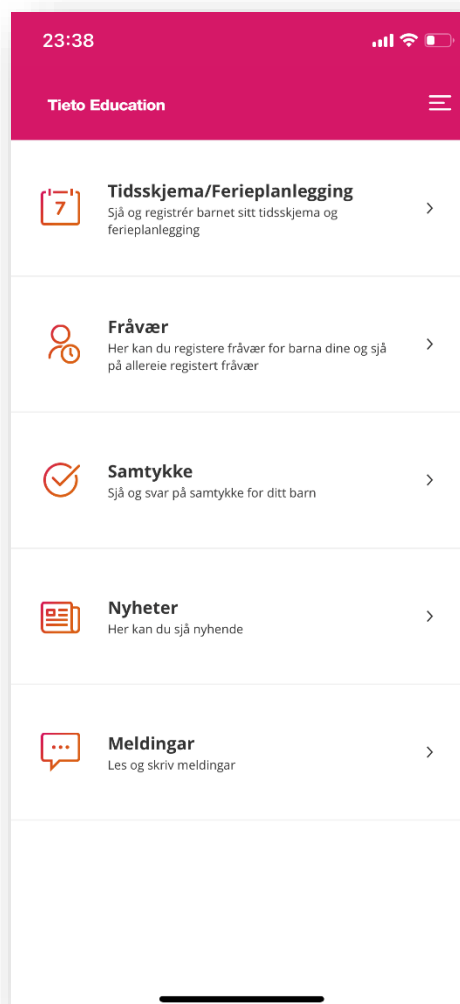 23:38
Tieto Education
7
Tidsskjema/Ferieplanlegging
Sjå og registrér barnet sitt tidsskjema og
ferieplanlegging
Fråvær
Her kan du registere fråvær for barna dine og sjå
på allereie registert fråvær
Samtykke
Sjå og svar på samtykke for ditt barn
Nyheter
Her kan du sjå nyhende
Meldingar
Les og skriv meldingar